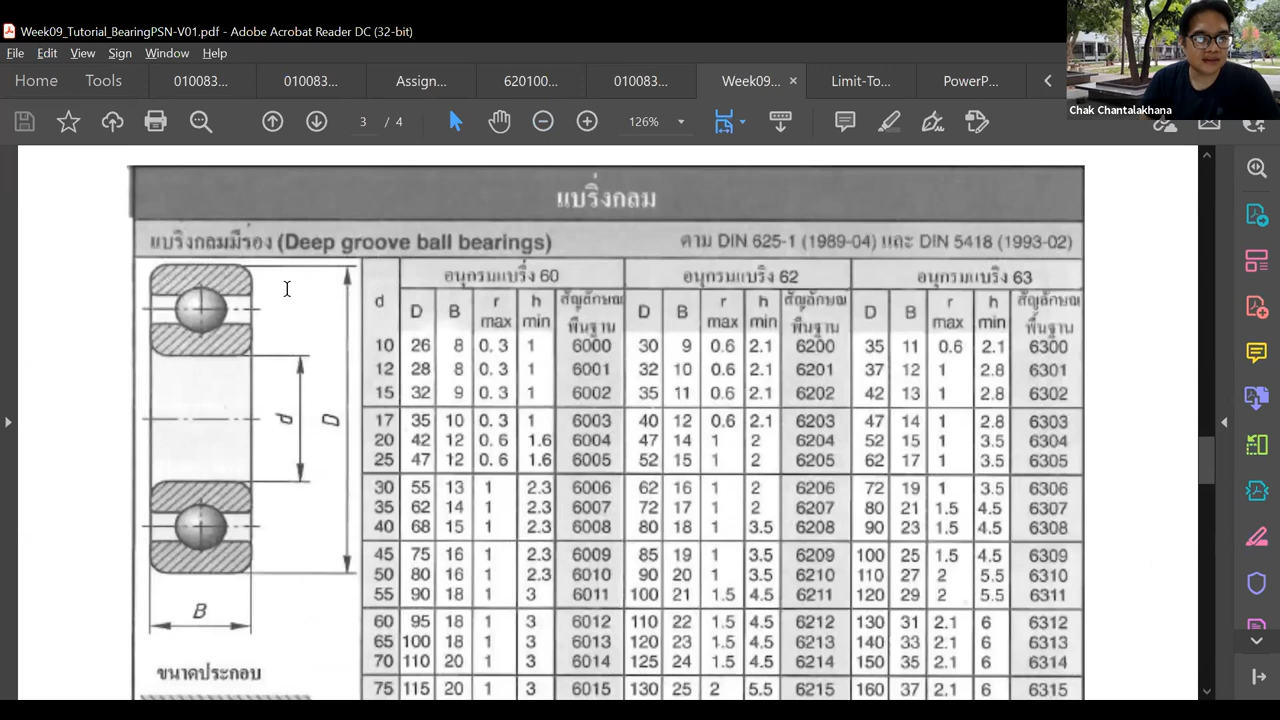 Week09_Tutorial_BearingPSN-V01.pdf - Adobe Acrobat Reader DC (32-bit)
File Edit View Sign Window Help
Home Tools 010083... 010083... Assign... 620100... 010083... Week09... × Limit-To... PowerP...
3 / 4 126%
Chak Chantalakhana
แบริ่งกลม
แบริงกลมมีร่อง (Deep groove ball bearings) ตาม DIN 625-1 (1989-04) และ DIN 5418 (1993-02)
d อนุกรมแบริ่ง 60 อนุกรมแบริง 62 อนุกรมแบริ่ง 63
D B r max h min สัญลักษณ์พื้นฐาน D B r max h min สัญลักษณ์พื้นฐาน D B r max h min สัญลักษณ์พื้นฐาน
10 26 8 0.3 1 6000 30 9 0.6 2.1 6200 35 11 0.6 2.1 6300
12 28 8 0.3 1 6001 32 10 0.6 2.1 6201 37 12 1 2.8 6301
15 32 9 0.3 1 6002 35 11 0.6 2.1 6202 42 13 1 2.8 6302
17 35 10 0.3 1 6003 40 12 0.6 2.1 6203 47 14 1 2.8 6303
20 42 12 0.6 1.6 6004 47 14 1 2 6204 52 15 1 3.5 6304
25 47 12 0.6 1.6 6005 52 15 1 2 6205 62 17 1 3.5 6305
30 55 13 1 2.3 6006 62 16 1 2 6206 72 19 1 3.5 6306
35 62 14 1 2.3 6007 72 17 1 2 6207 80 21 1.5 4.5 6307
40 68 15 1 2.3 6008 80 18 1 3.5 6208 90 23 1.5 4.5 6308
45 75 16 1 2.3 6009 85 19 1 3.5 6209 100 25 1.5 4.5 6309
50 80 16 1 2.3 6010 90 20 1 3.5 6210 110 27 2 5.5 6310
55 90 18 1 3 6011 100 21 1.5 4.5 6211 120 29 2 5.5 6311
60 95 18 1 3 6012 110 22 1.5 4.5 6212 130 31 2.1 6 6312
65 100 18 1 3 6013 120 23 1.5 4.5 6213 140 33 2.1 6 6313
70 110 20 1 3 6014 125 24 1.5 4.5 6214 150 35 2.1 6 6314
75 115 20 1 3 6015 130 25 2 5.5 6215 160 37 2.1 6 6315
d
D
B
ขนาดประกอบ